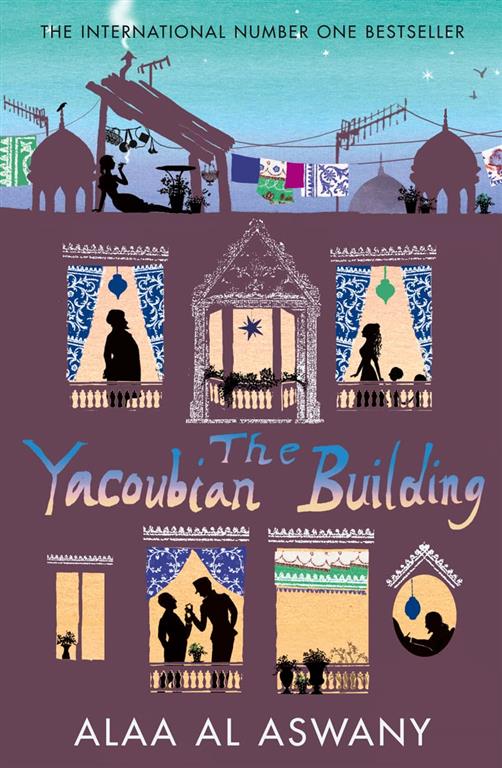 THE INTERNATIONAL NUMBER ONE BESTSELLER
The
Yacoubian Building
ALAA AL ASWANY